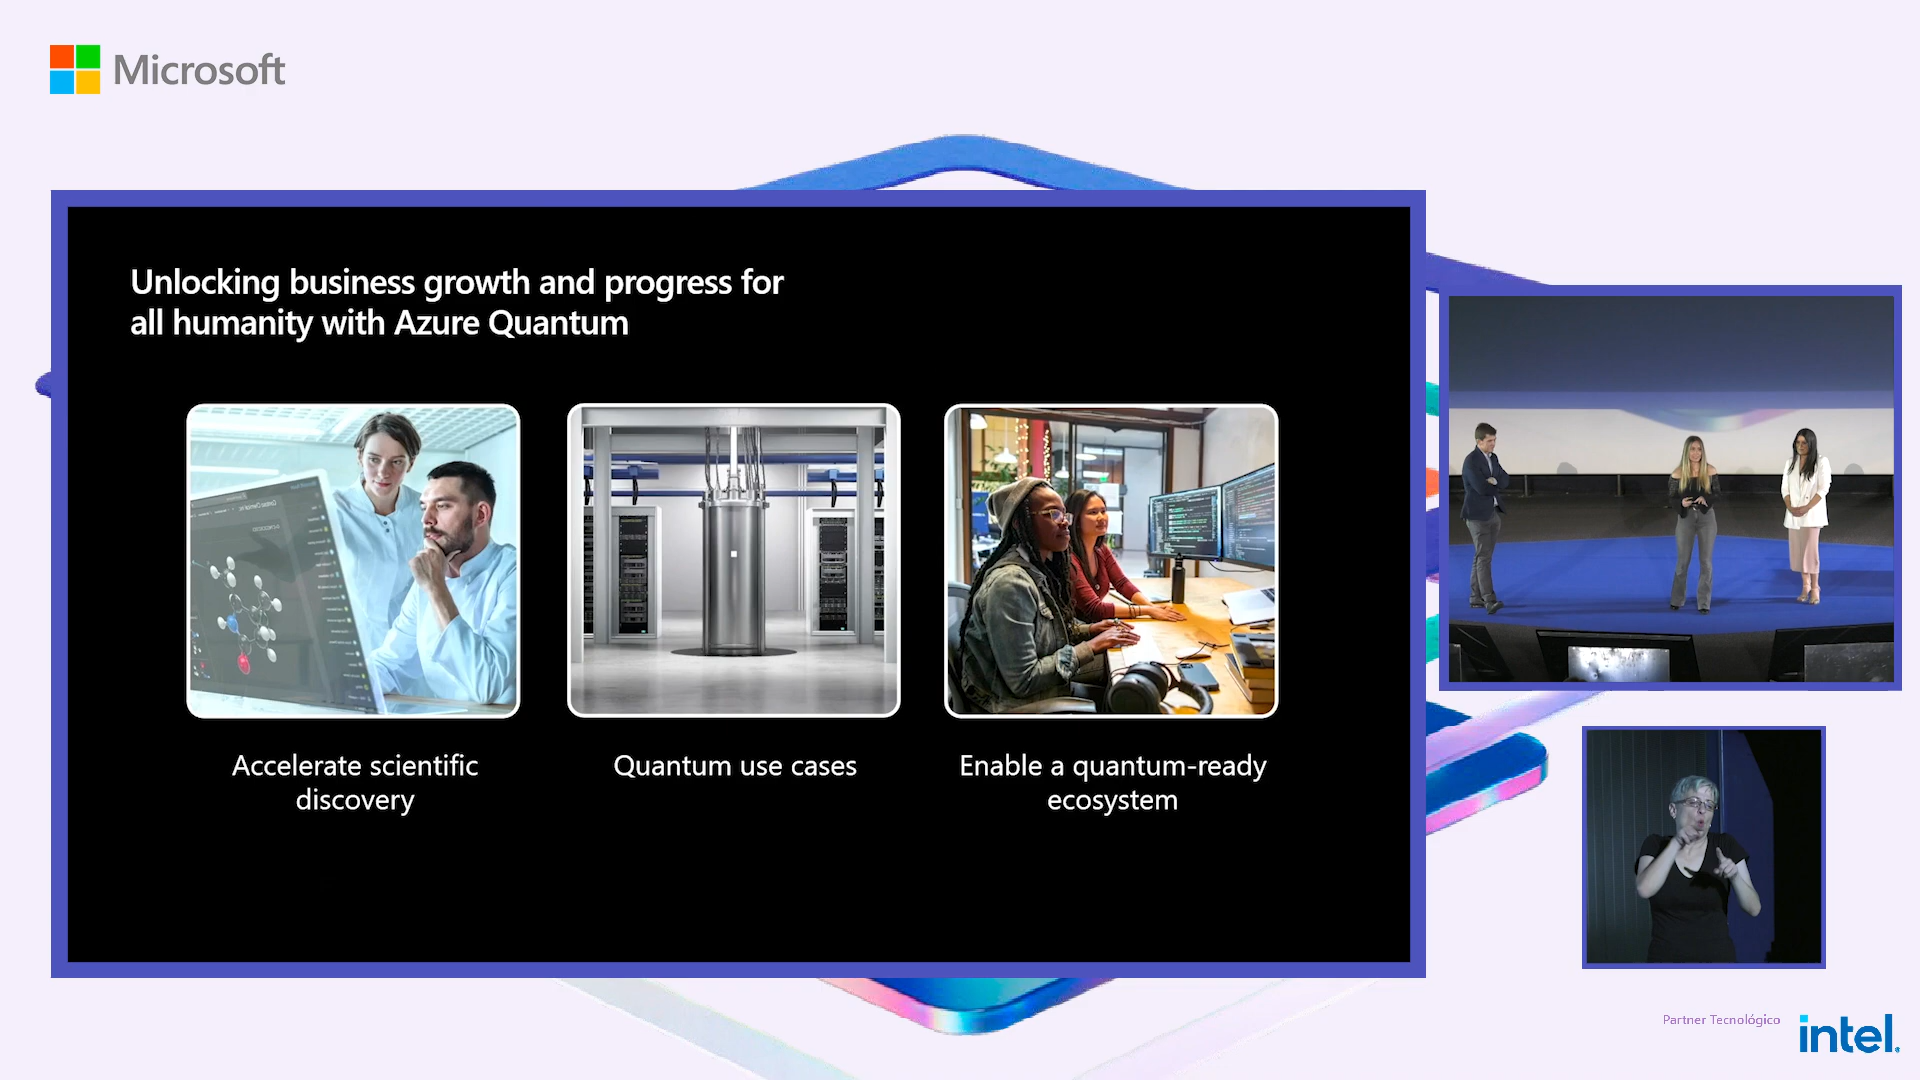 Microsoft
Unlocking business growth and progress for
all humanity with Azure Quantum
Accelerate scientific
discovery
Quantum use cases
Enable a quantum-ready
ecosystem
Partner Tecnológico
intel.